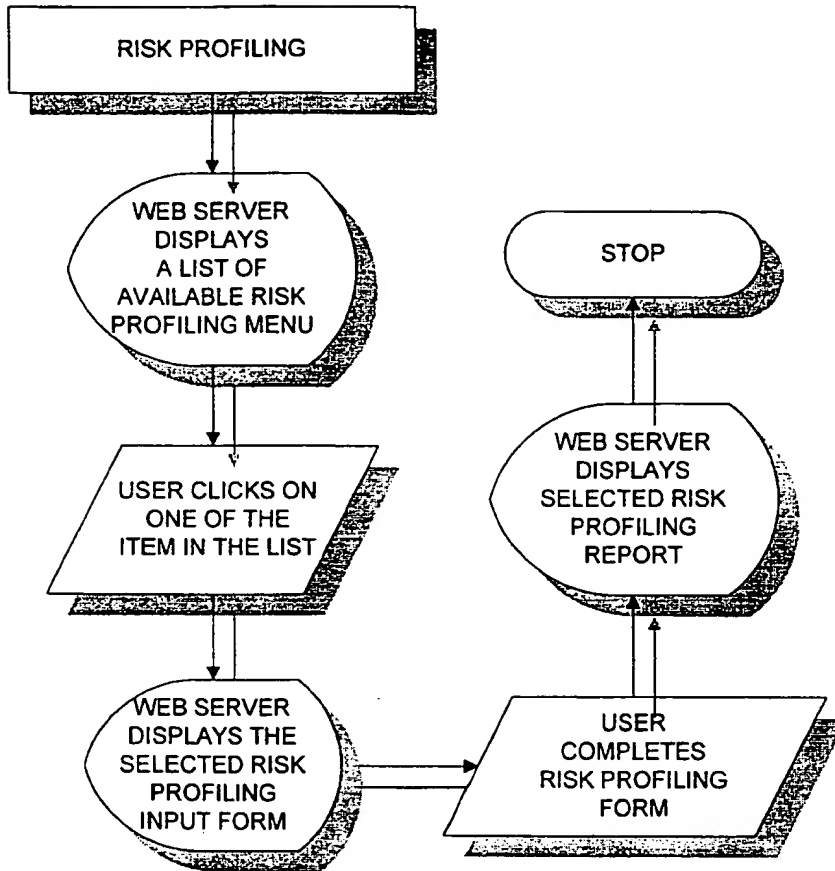 RISK PROFILING
WEB SERVER
DISPLAYS
A LIST OF
AVAILABLE RISK
PROFILING MENU
USER CLICKS ON
ONE OF THE
ITEM IN THE LIST
WEB SERVER
DISPLAYS THE
SELECTED RISK
PROFILING
INPUT FORM
USER
COMPLETES
RISK PROFILING
FORM
WEB SERVER
DISPLAYS
SELECTED RISK
PROFILING
REPORT
STOP